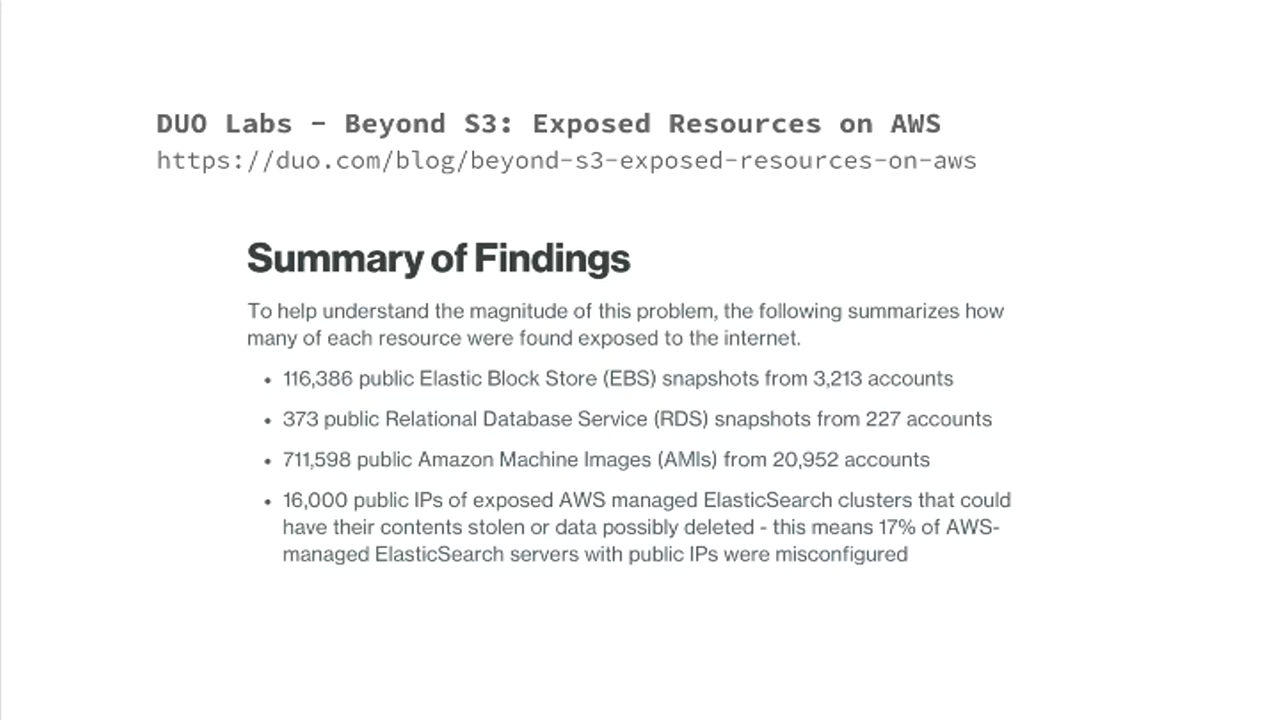 DUO Labs - Beyond S3: Exposed Resources on AWS
https://duo.com/blog/beyond-s3-exposed-resources-on-aws
Summary of Findings
To help understand the magnitude of this problem, the following summarizes how
many of each resource were found exposed to the internet.
• 116,386 public Elastic Block Store (EBS) snapshots from 3,213 accounts
• 373 public Relational Database Service (RDS) snapshots from 227 accounts
• 711,598 public Amazon Machine Images (AMIs) from 20,952 accounts
• 16,000 public IPs of exposed AWS managed ElasticSearch clusters that could
have their contents stolen or data possibly deleted - this means 17% of AWS-
managed ElasticSearch servers with public IPs were misconfigured